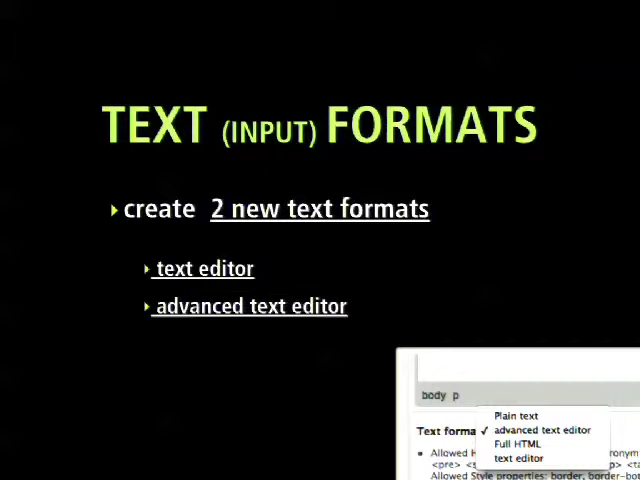 TEXT (INPUT) FORMATS
create 2 new text formats
text editor
advanced text editor
body p
Plain text
Text forma ✓ advanced text editor
Full HTML
Allowed H
text editor
<pre> <s
Allowed Style properties: border, border-bo